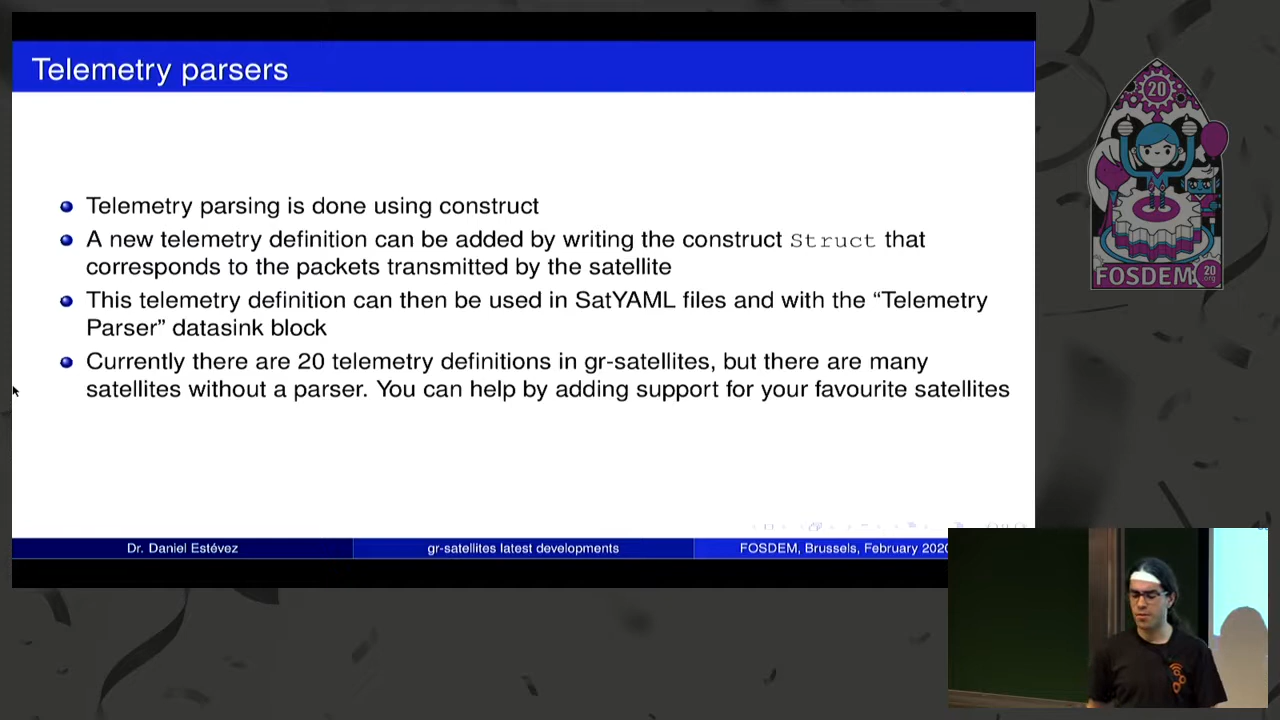 Telemetry parsers
Telemetry parsing is done using construct
A new telemetry definition can be added by writing the construct Struct that
corresponds to the packets transmitted by the satellite
This telemetry definition can then be used in SatYAML files and with the “Telemetry
Parser” datasink block
Currently there are 20 telemetry definitions in gr-satellites, but there are many
satellites without a parser. You can help by adding support for your favourite satellites
Dr. Daniel Estévez
gr-satellites latest developments
FOSDEM, Brussels, February 2020
20
FOSDEM
20
.org